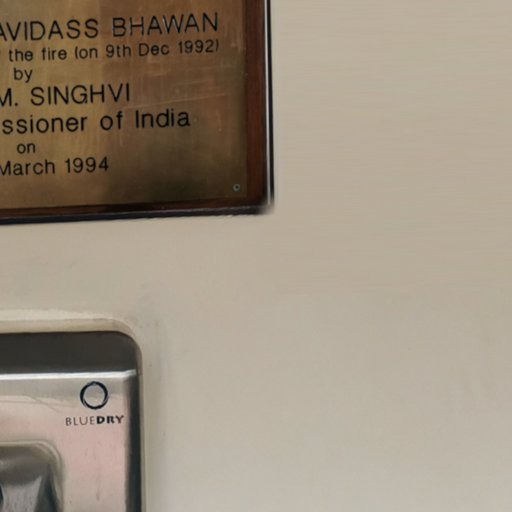 AVIDASS BHAWAN
the fire (on 9th Dec 1992)
by
M. SINGHVI
ssioner of India
on
March 1994
BLUEDRY